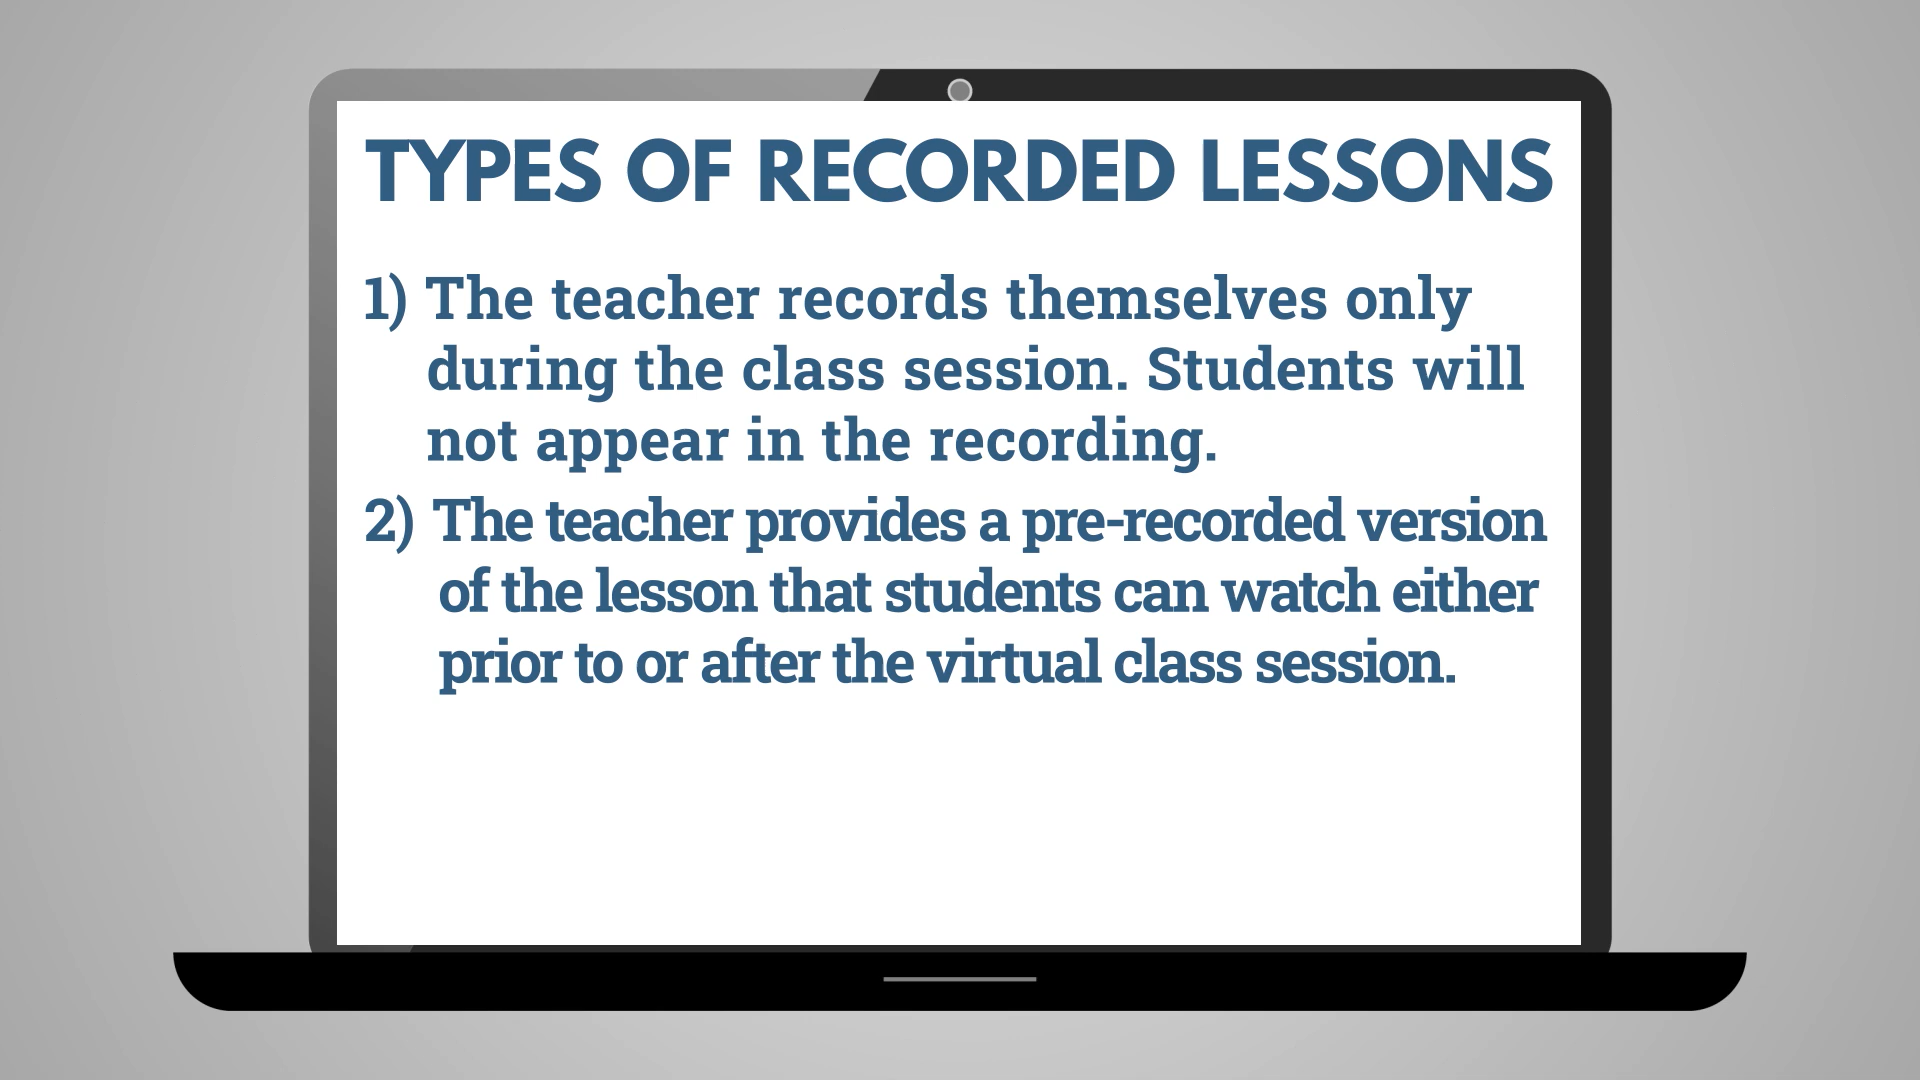 TYPES OF RECORDED LESSONS
1) The teacher records themselves only
during the class session. Students will
not appear in the recording.
2) The teacher provides a pre-recorded version
of the lesson that students can watch either
prior to or after the virtual class session.